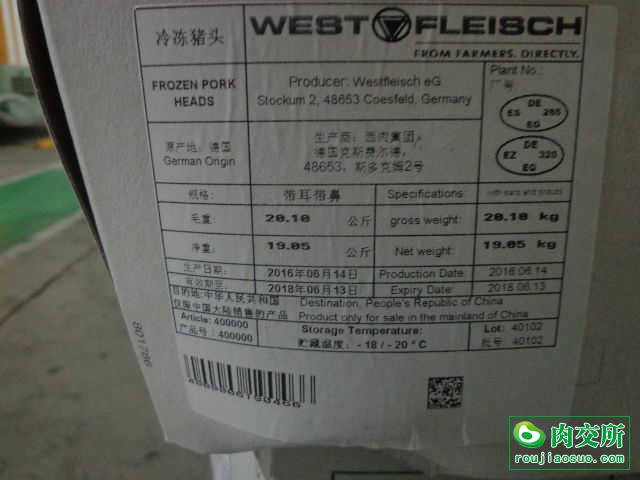 冷冻猪头
WESTFLEISCH
FROM FARMERS. DIRECTLY.
FROZEN PORK HEADS
Producer: Westfleisch eG
Stockum 2, 48653 Coesfeld, Germany
Plant No.:
厂号:
DE
ES 265
EG
DE
EZ 320
EG
原产地: 德国
German Origin
生产商: 西肉集团,
德国克斯费尔德,
48653, 斯多克姆2号
规格: 带耳带鼻 Specifications: with ears and snouts
毛重: 20.10 公斤 gross weight: 20.10 kg
净重: 19.05 公斤 Net weight: 19.05 kg
生产日期: 2016年06月14日 Production Date: 2016.06.14
有效期至: 2018年06月13日 Expiry Date: 2018.06.13
目的地: 中华人民共和国 Destination, People's Republic of China
仅限中国大陆销售的产品 Product only for sale in the mainland of China
Article: 400000 Storage Temperature: Lot: 40102
产品号: 400000 贮藏温度: - 18 / - 20 ° C 批号: 40102
801786
肉交所
roujiaosuo.com